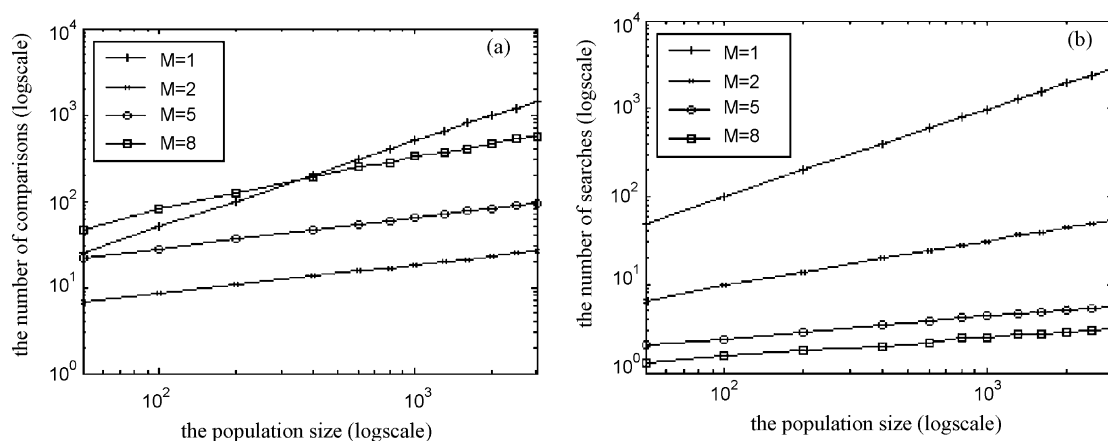 (a)
M=1
M=2
M=5
M=8
10^4
10^3
10^2
10^1
10^0
the number of comparisons (logscale)
10^2
10^3
the population size (logscale)
(b)
M=1
M=2
M=5
M=8
10^4
10^3
10^2
10^1
10^0
the number of searches (logscale)
10^2
10^3
the population size (logscale)